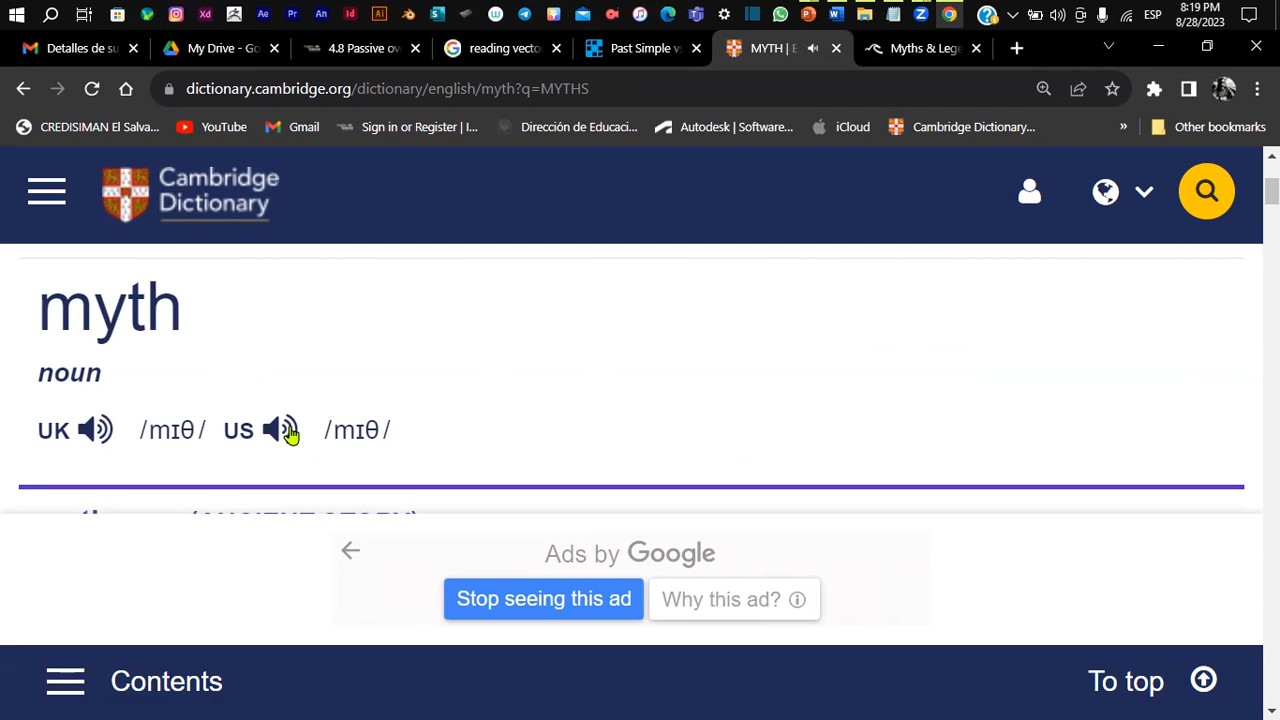 8:19 PM
ESP
8/28/2023
Detalles de su
My Drive - Go
4.8 Passive ov
reading vecto
Past Simple v
MYTH | E
Myths & Lege
dictionary.cambridge.org/dictionary/english/myth?q=MYTHS
CREDISIMAN El Salva...
YouTube
Gmail
Sign in or Register | I...
Dirección de Educaci...
Autodesk | Software...
iCloud
Cambridge Dictionary...
»
Other bookmarks
Cambridge
Dictionary
myth
noun
UK /mɪθ/ US /mɪθ/
Ads by Google
Stop seeing this ad
Why this ad?
Contents
To top